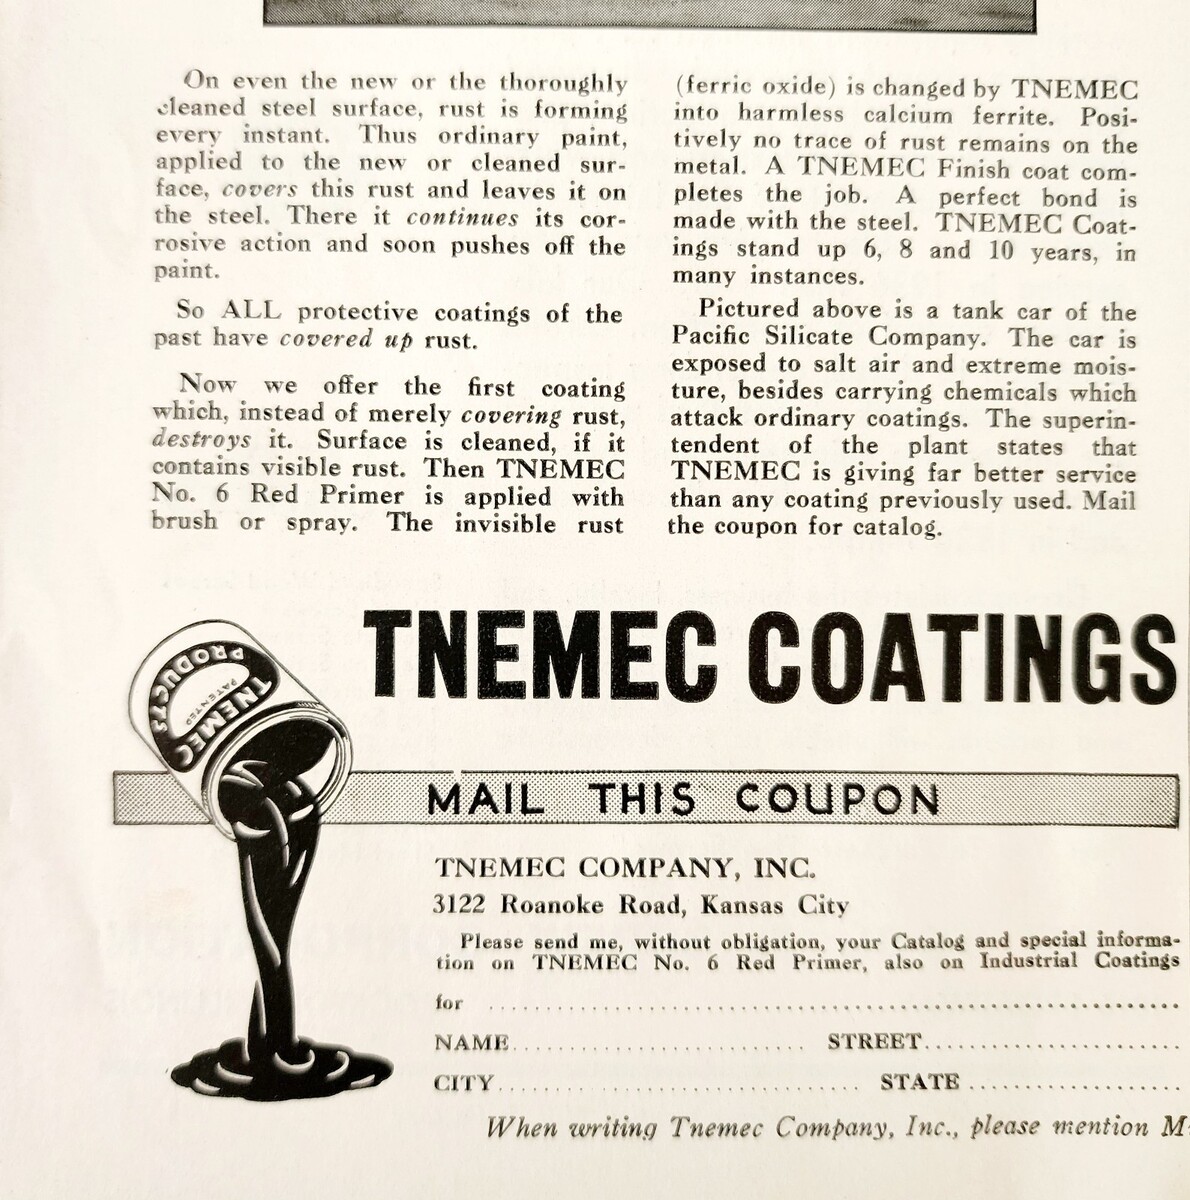 On even the new or the thoroughly
cleaned steel surface, rust is forming
every instant. Thus ordinary paint,
applied to the new or cleaned sur-
face, covers this rust and leaves it on
the steel. There it continues its cor-
rosive action and soon pushes off the
paint.
So ALL protective coatings of the
past have covered up rust.
Now we offer the first coating
which, instead of merely covering rust,
destroys it. Surface is cleaned, if it
contains visible rust. Then TNEMEC
No. 6 Red Primer is applied with
brush or spray. The invisible rust
(ferric oxide) is changed by TNEMEC
into harmless calcium ferrite. Posi-
tively no trace of rust remains on the
metal. A TNEMEC Finish coat com-
pletes the job. A perfect bond is
made with the steel. TNEMEC Coat-
ings stand up 6, 8 and 10 years, in
many instances.
Pictured above is a tank car of the
Pacific Silicate Company. The car is
exposed to salt air and extreme mois-
ture, besides carrying chemicals which
attack ordinary coatings. The superin-
tendent of the plant states that
TNEMEC is giving far better service
than any coating previously used. Mail
the coupon for catalog.
TNEMEC COATINGS
TNEMEC
PATENTED
PRODUCTS
MAIL THIS COUPON
TNEMEC COMPANY, INC.
3122 Roanoke Road, Kansas City
Please send me, without obligation, your Catalog and special informa-
tion on TNEMEC No. 6 Red Primer, also on Industrial Coatings
for
NAME STREET
CITY STATE
When writing Tnemec Company, Inc., please mention M